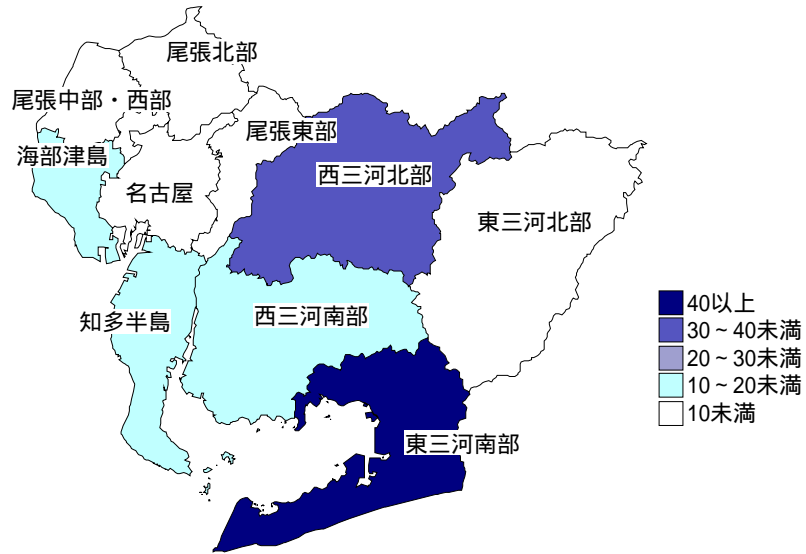 尾張北部
尾張中部・西部
尾張東部
海部津島
西三河北部
名古屋
東三河北部
知多半島
西三河南部
東三河南部
40以上
30～40未満
20～30未満
10～20未満
10未満